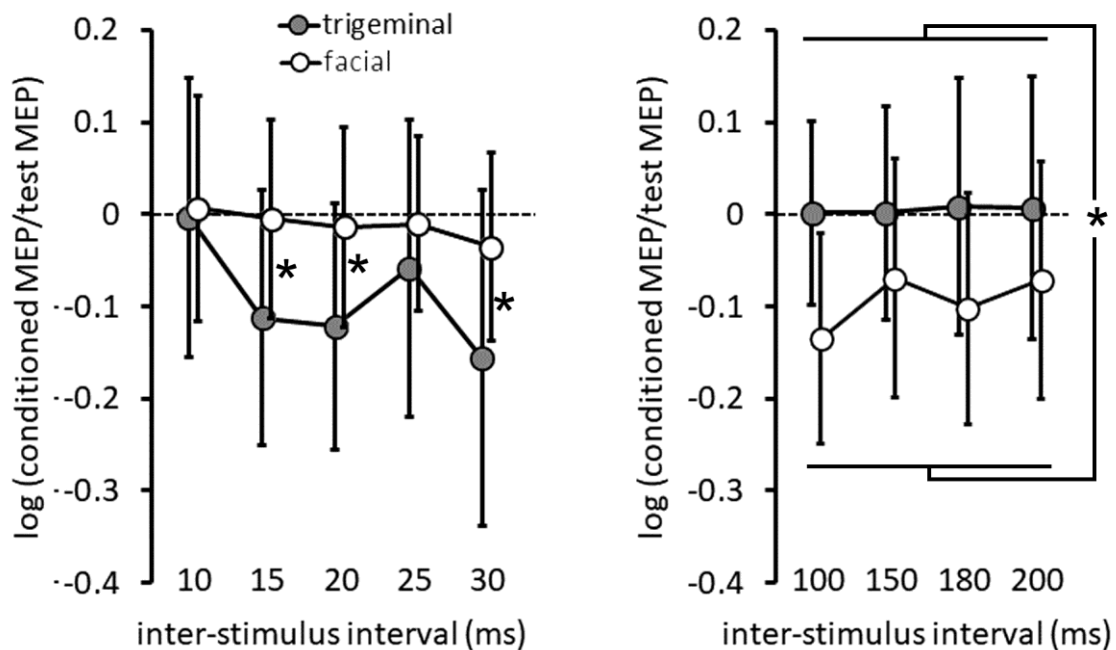 trigeminal
facial
log (conditioned MEP/test MEP)
0.2
0.1
0
-0.1
-0.2
-0.3
-0.4
*
*
*
10 15 20 25 30
inter-stimulus interval (ms)
log (conditioned MEP/test MEP)
0.2
0.1
0
-0.1
-0.2
-0.3
-0.4
*
100 150 180 200
inter-stimulus interval (ms)